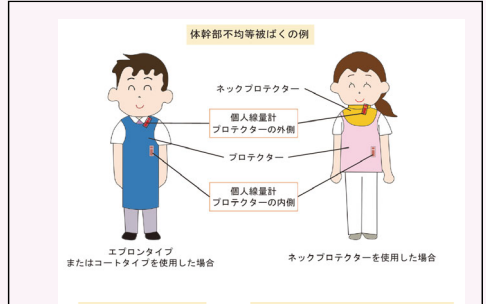 体幹部不均等被ばくの例
ネックプロテクター
個人線量計
プロテクターの外側
プロテクター
個人線量計
プロテクターの内側
エプロンタイプ
またはコートタイプを使用した場合
ネックプロテクターを使用した場合